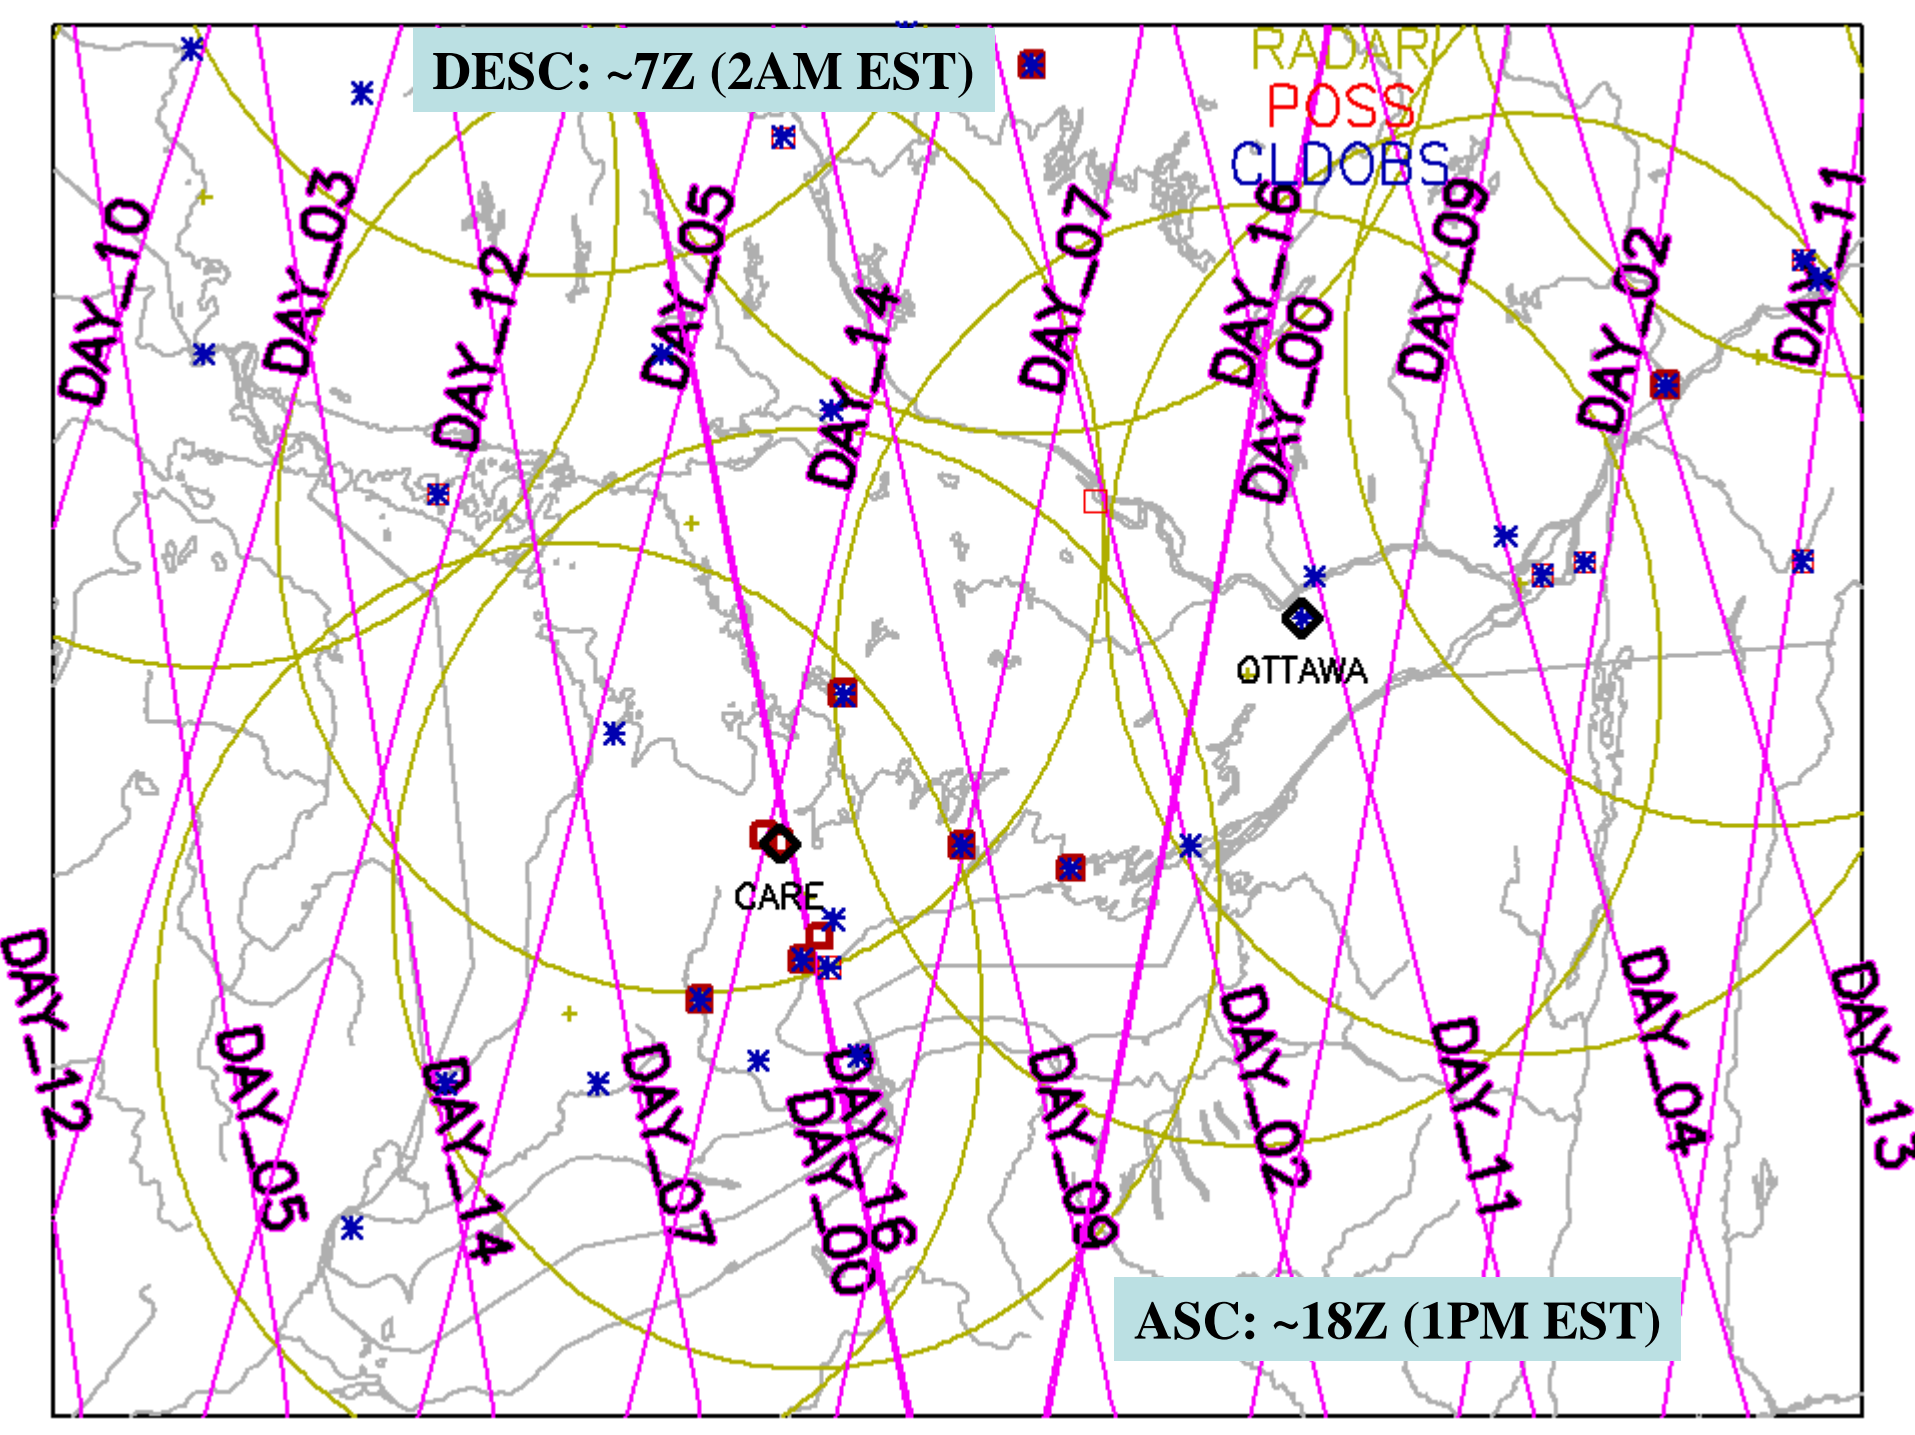 DESC: ~7Z (2AM EST)
RADAR
POSS
CLDOBS
DAY_10
DAY_03
DAY_12
DAY_05
DAY_14
DAY_07
DAY_16
DAY_00
DAY_09
DAY_02
DAY_11
OTTAWA
CARE
DAY_12
DAY_05
DAY_14
DAY_07
DAY_16
DAY_00
DAY_09
DAY_02
DAY_11
DAY_04
DAY_13
ASC: ~18Z (1PM EST)